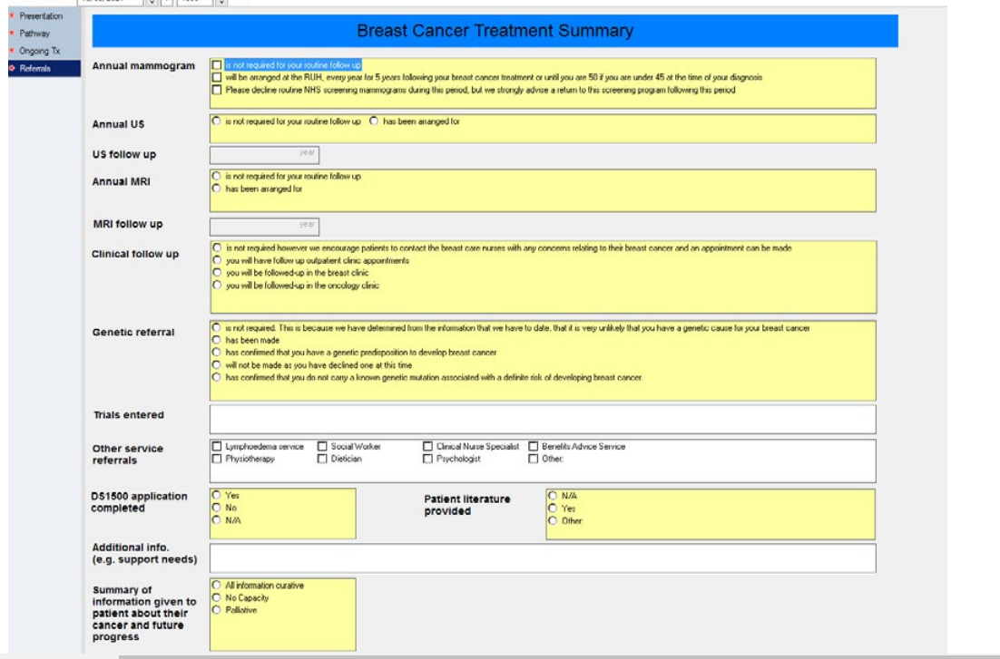 Presentation
Pathway
Ongoing Tx
Referrals
Breast Cancer Treatment Summary
Annual mammogram
is not required for your routine follow up
will be arranged at the RUH, every year for 5 years following your breast cancer treatment or until you are 50 if you are under 45 at the time of your diagnosis
Please decline routine NHS screening mammograms during this period, but we strongly advise a return to this screening program following this period
Annual US
is not required for your routine follow up has been arranged for
US follow up
year
Annual MRI
is not required for your routine follow up
has been arranged for
MRI follow up
year
Clinical follow up
is not required however we encourage patients to contact the breast care nurses with any concerns relating to their breast cancer and an appointment can be made
you will have follow up outpatient clinic appointments
you will be followed-up in the breast clinic
you will be followed-up in the oncology clinic
Genetic referral
is not required. This is because we have determined from the information that we have to date, that it is very unlikely that you have a genetic cause for your breast cancer
has been made
has confirmed that you have a genetic predisposition to develop breast cancer
will not be made as you have declined one at this time
has confirmed that you do not carry a known genetic mutation associated with a definite risk of developing breast cancer.
Trials entered
Other service
referrals
Lymphoedema service Social Worker Clinical Nurse Specialist Benefits Advice Service
Physiotherapy Dietician Psychologist Other:
DS1500 application
completed
Yes
No
N/A
Patient literature
provided
N/A
Yes
Other:
Additional info.
(e.g. support needs)
Summary of
information given to
patient about their
cancer and future
progress
All information curative
No Capacity
Palliative